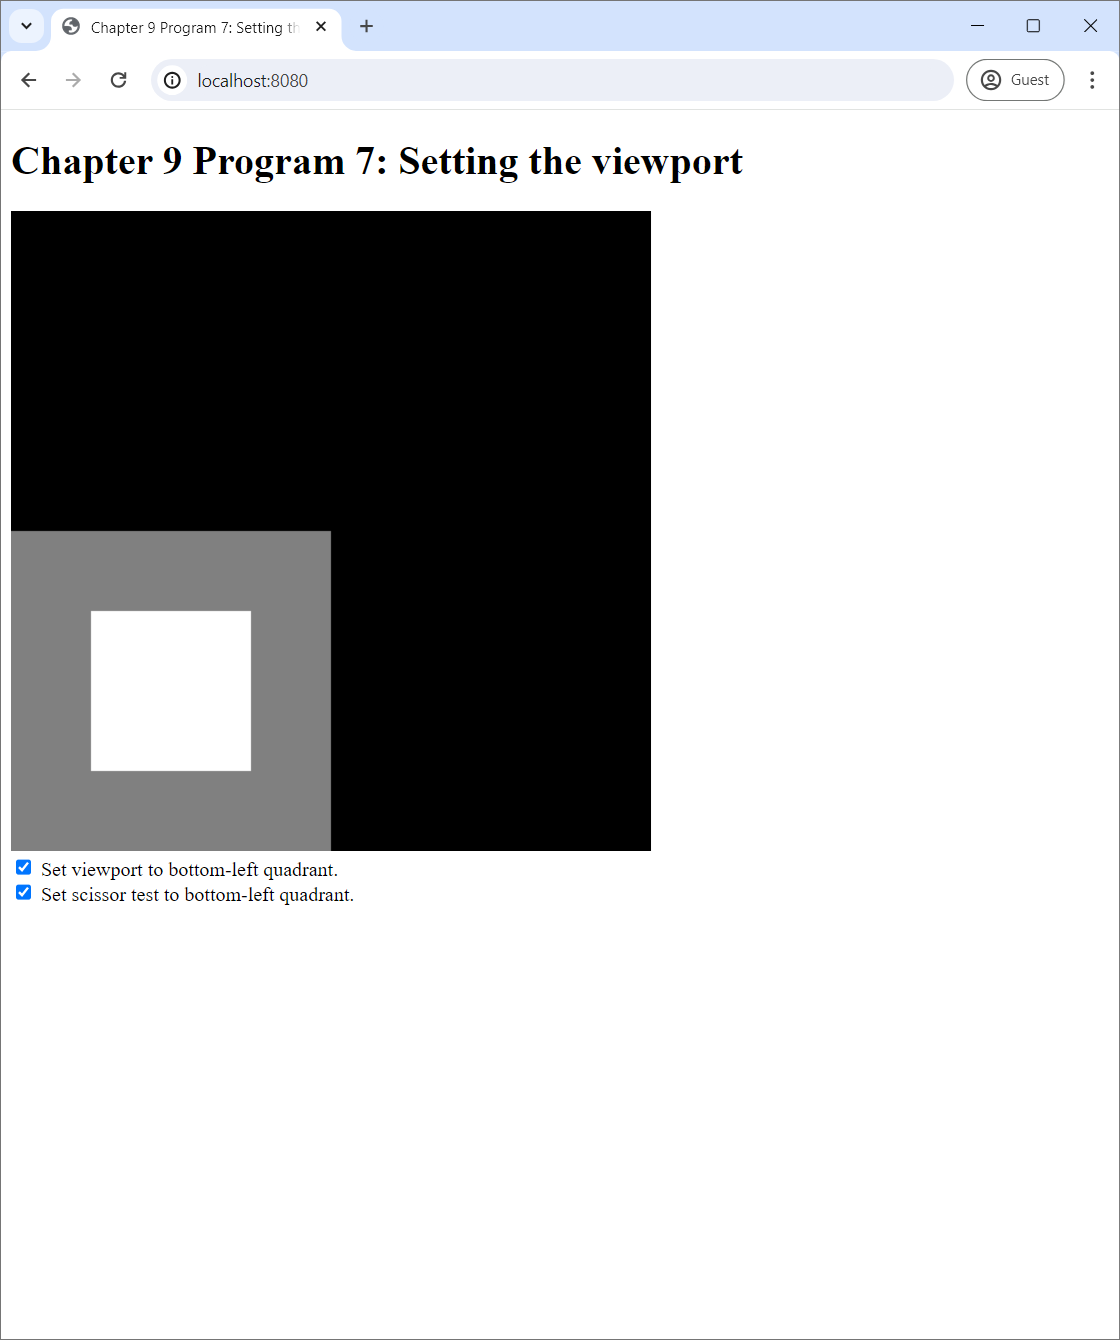 Chapter 9 Program 7: Setting th
localhost:8080
Guest
Chapter 9 Program 7: Setting the viewport
Set viewport to bottom-left quadrant.
Set scissor test to bottom-left quadrant.